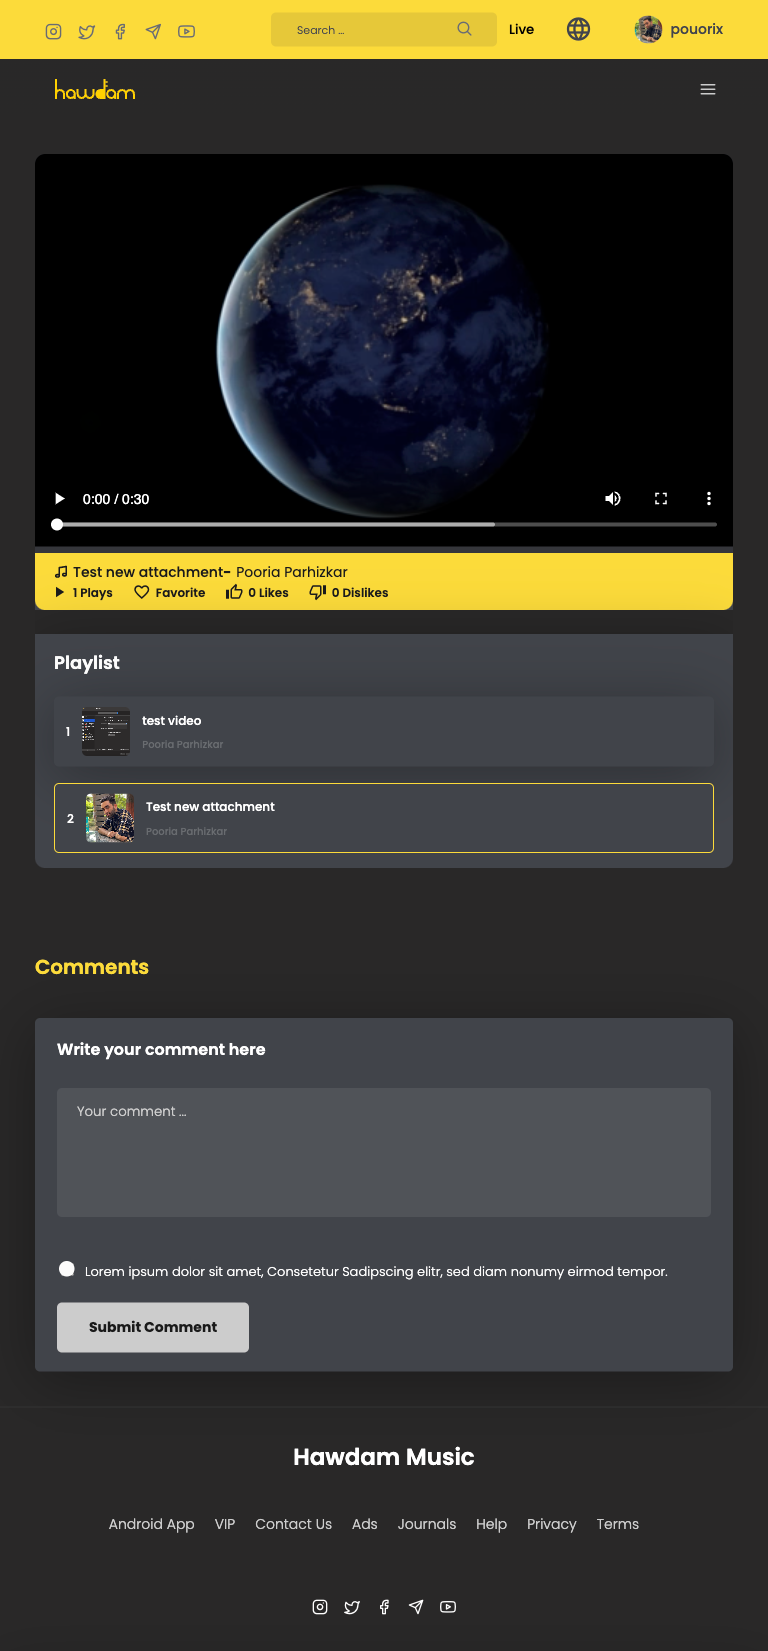 Search ...
Live
pouorix
hawdam
0:00 / 0:30
Test new attachment- Pooria Parhizkar
1 Plays Favorite 0 Likes 0 Dislikes
Playlist
1
test video
Pooria Parhizkar
2
Test new attachment
Pooria Parhizkar
Comments
Write your comment here
Your comment ...
Lorem ipsum dolor sit amet, Consetetur Sadipscing elitr, sed diam nonumy eirmod tempor.
Submit Comment
Hawdam Music
Android App VIP Contact Us Ads Journals Help Privacy Terms